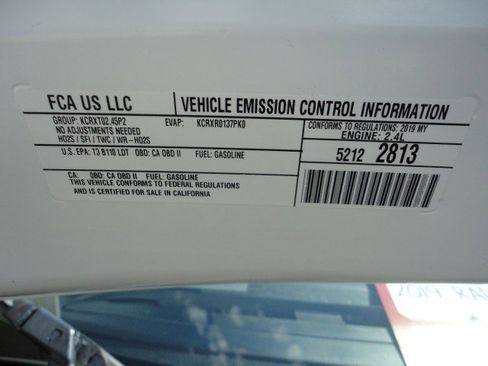 FCA US LLC
VEHICLE EMISSION CONTROL INFORMATION
GROUP: KCRXT02.45P2 EVAP: KCRXR0137PK0
NO ADJUSTMENTS NEEDED
HO2S / SFI / TWC / WR-HO2S
CONFORMS TO REGULATIONS: 2019 MY
ENGINE: 2.4L
U.S. EPA: T3 B110 LDT OBD: CA OBD II FUEL: GASOLINE
5212 2813
CA: OBD: CA OBD II FUEL: GASOLINE
THIS VEHICLE CONFORMS TO FEDERAL REGULATIONS
AND IS CERTIFIED FOR SALE IN CALIFORNIA
2019